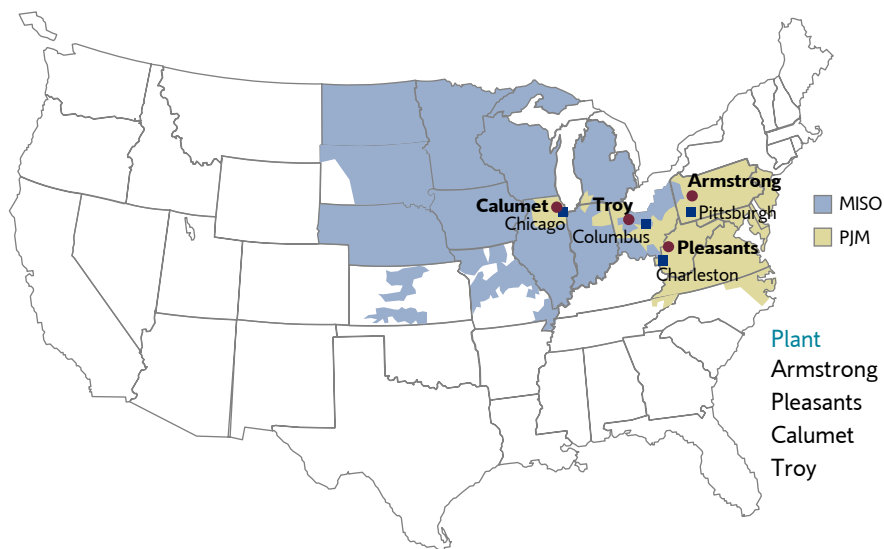 Armstrong
Calumet
Troy
Chicago
Pittsburgh
Columbus
Pleasants
Charleston
MISO
PJM
Plant
Armstrong
Pleasants
Calumet
Troy